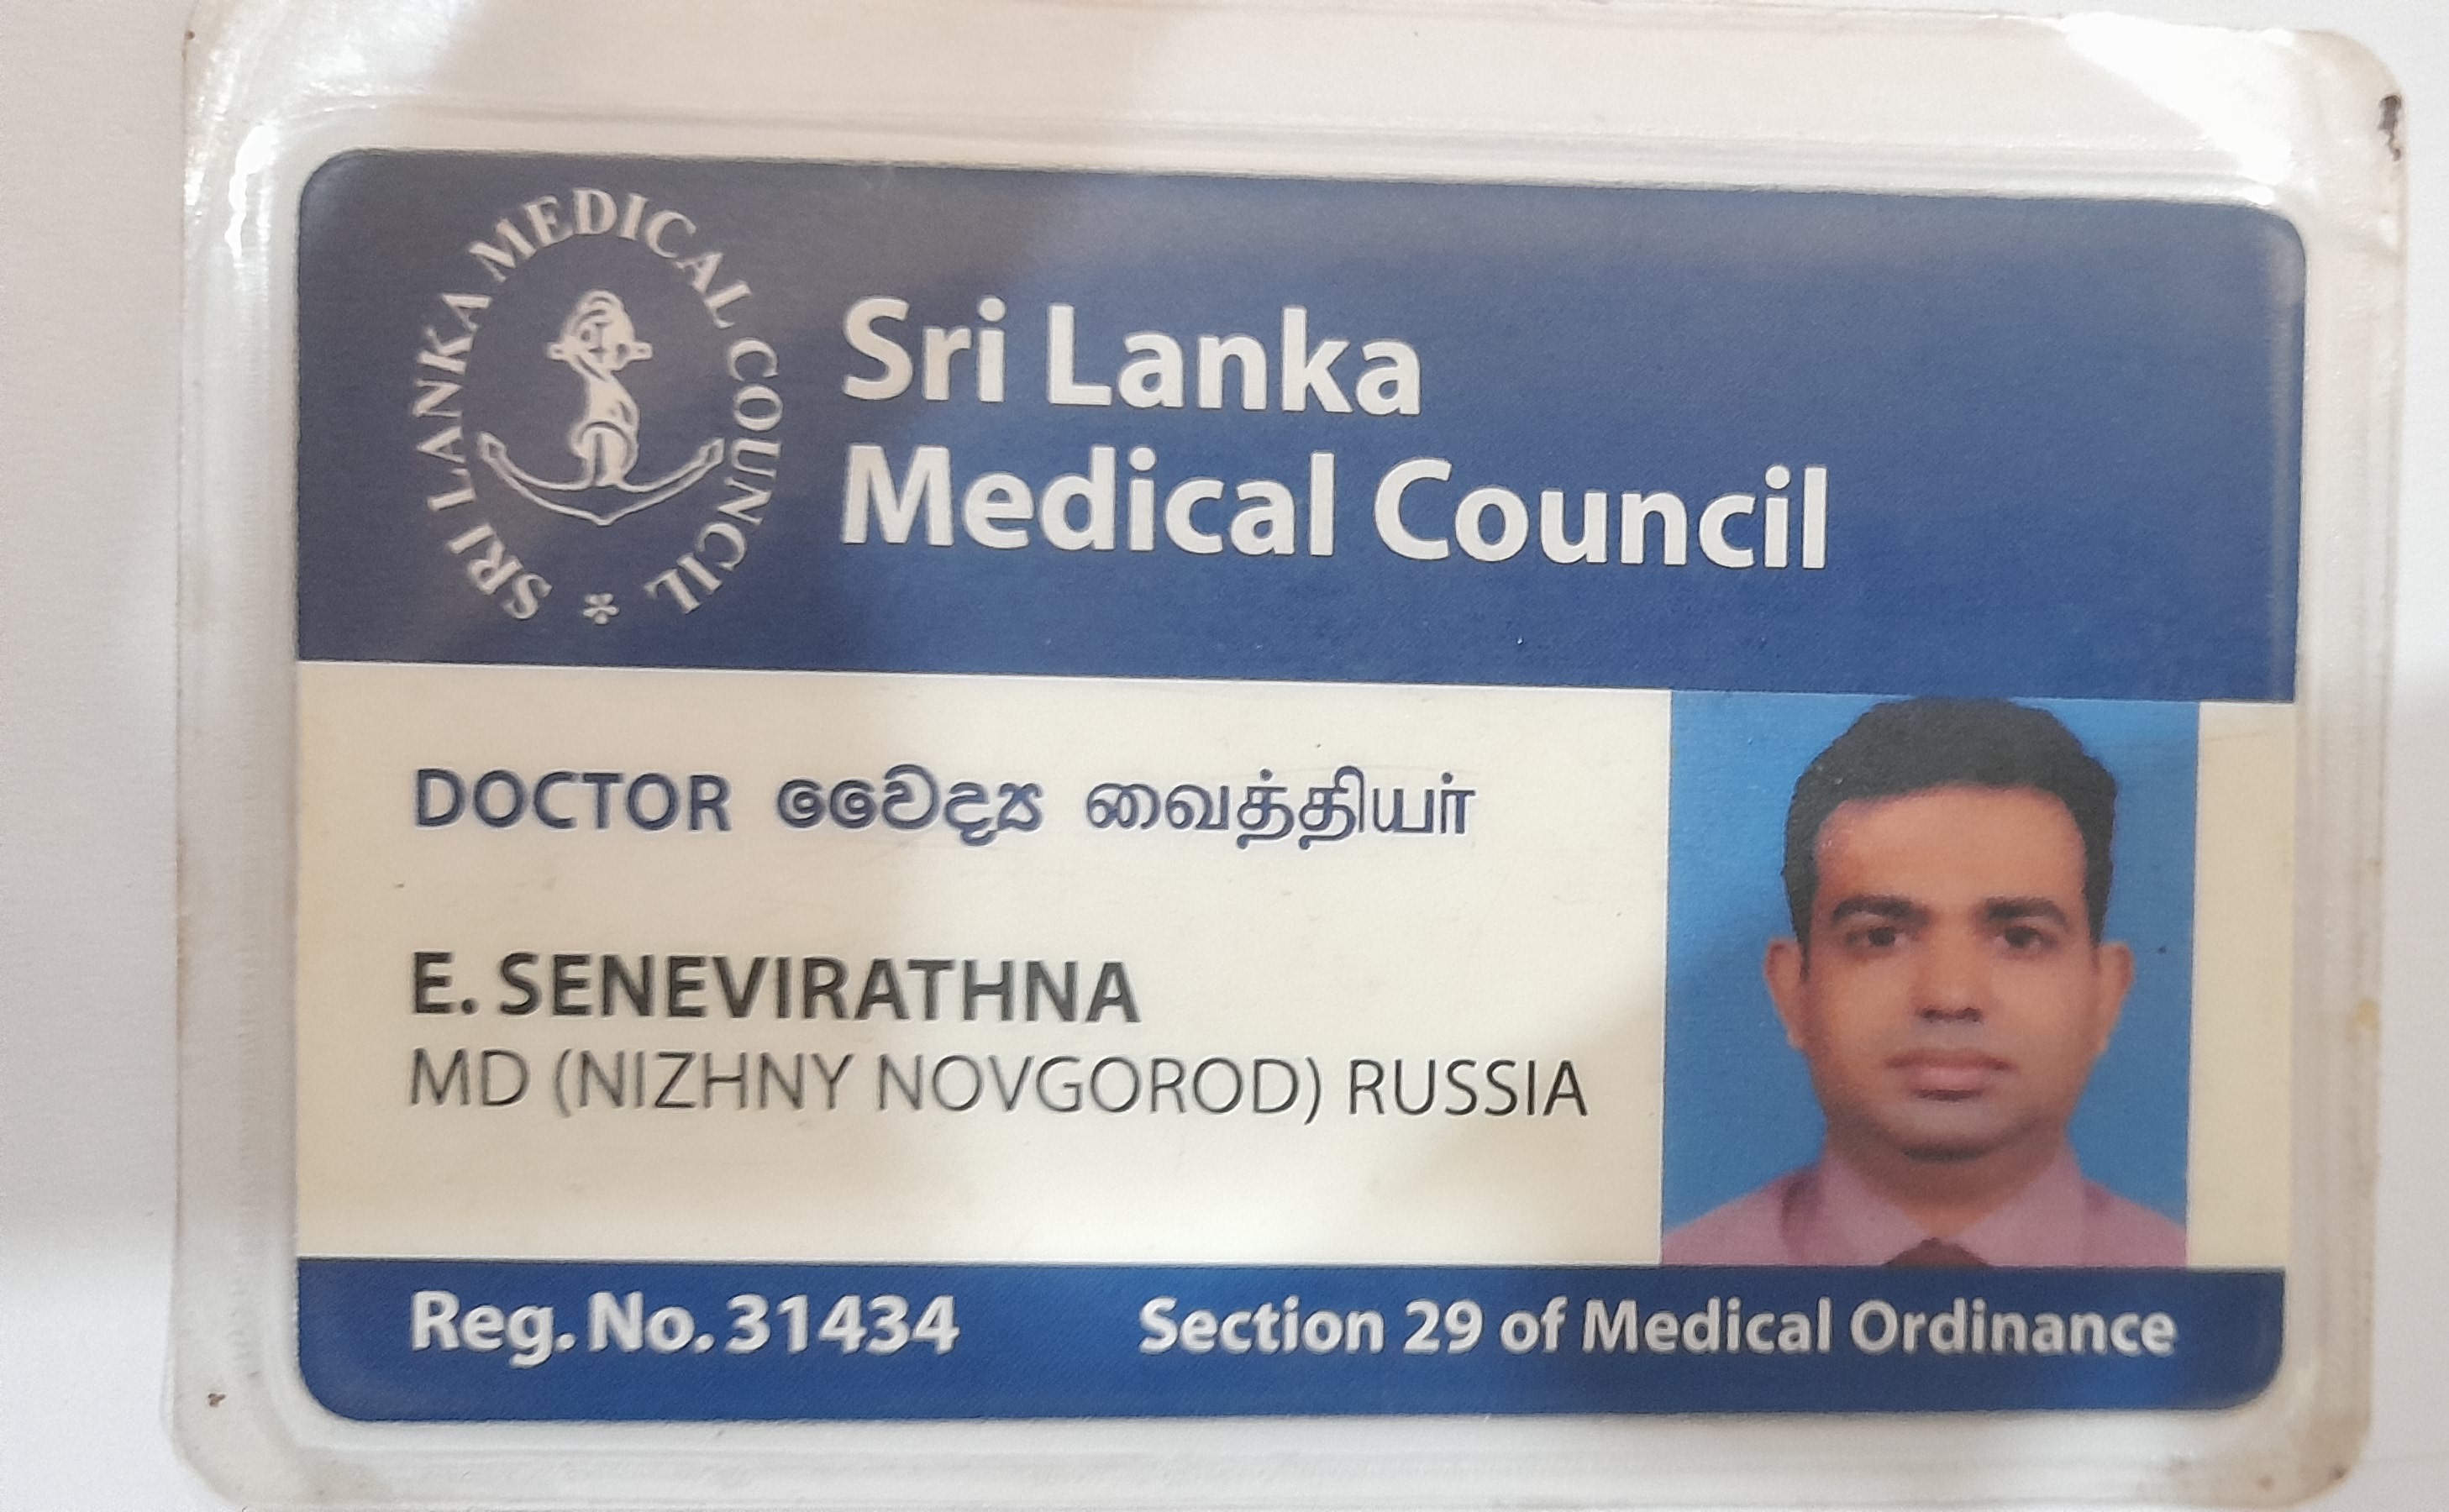 SRI LANKA MEDICAL COUNCIL *
Sri Lanka
Medical Council
DOCTOR වෛද්‍ය வைத்தியர்
E. SENEVIRATHNA
MD (NIZHNY NOVGOROD) RUSSIA
Reg. No. 31434 Section 29 of Medical Ordinance